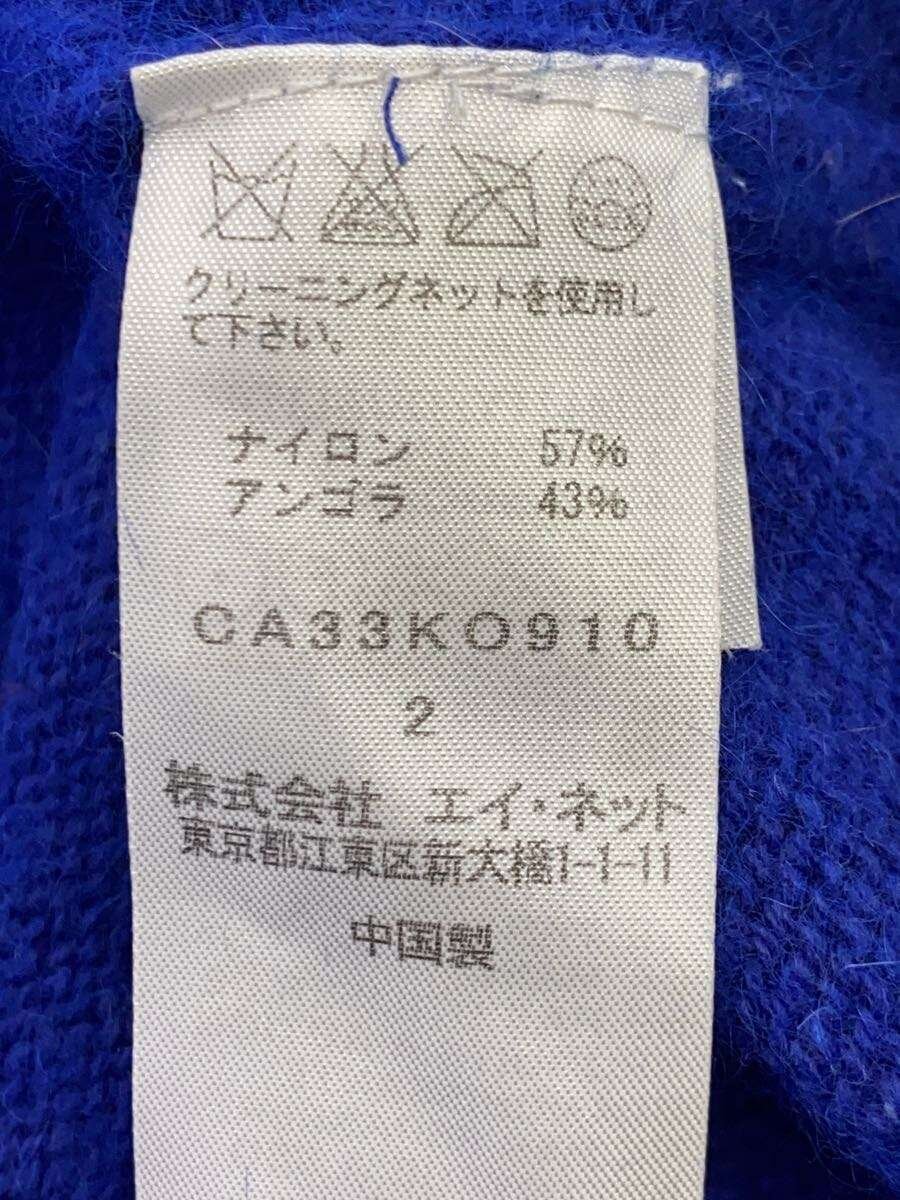 クリーニングネットを使用し
て下さい。
ナイロン 57%
アンゴラ 43%
CA33KO910
2
株式会社 エイ・ネット
東京都江東区新大橋1-1-11
中国製